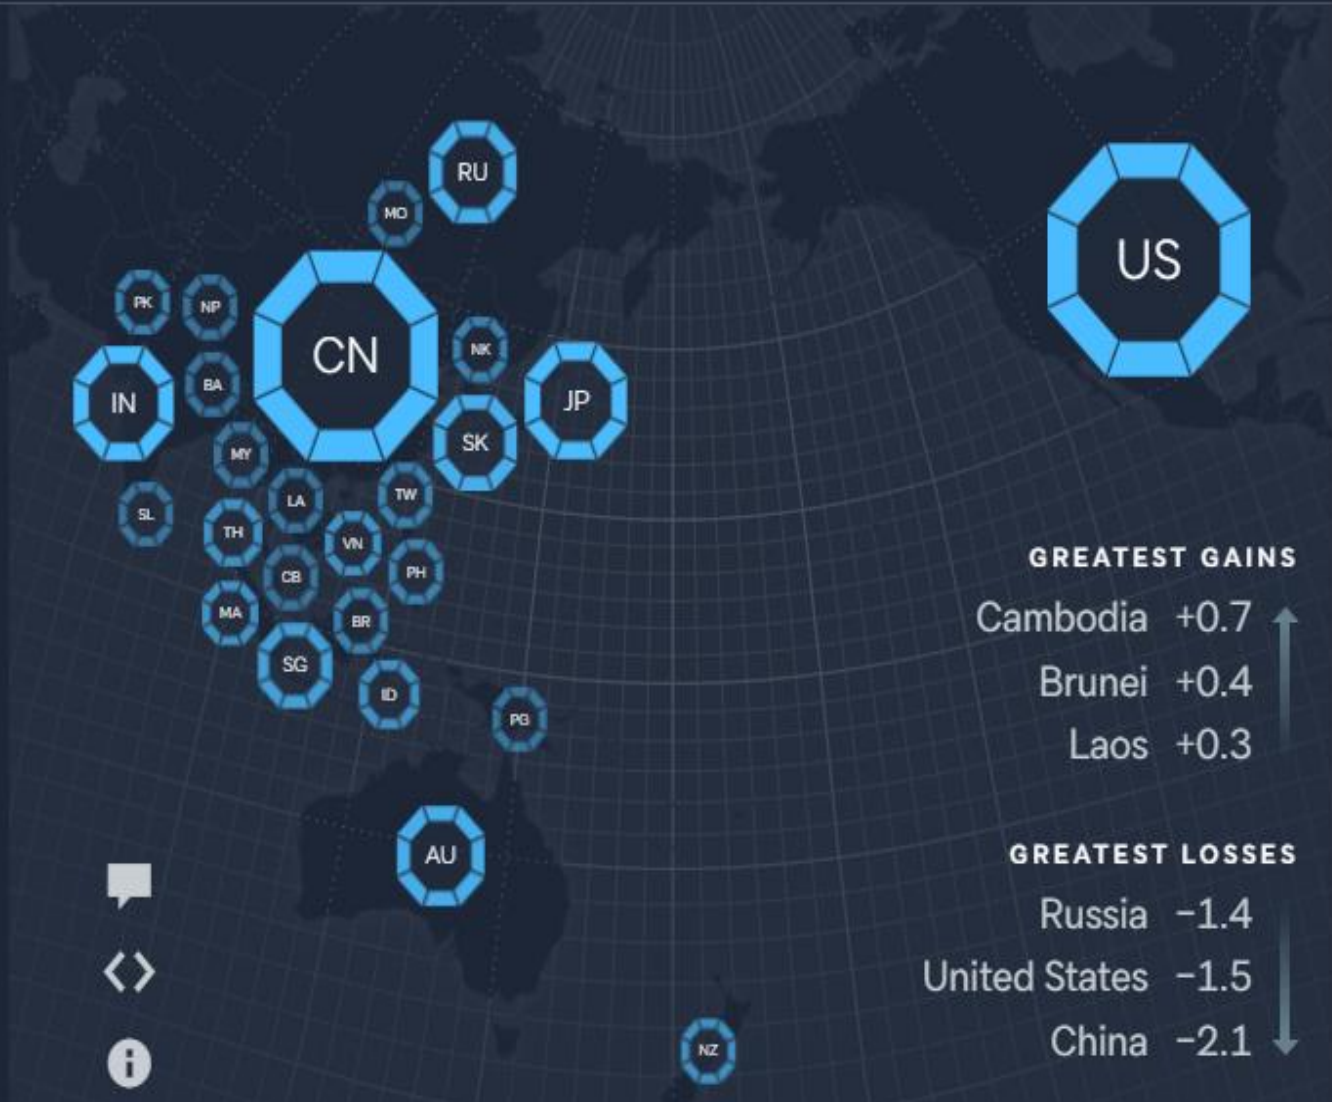 RU
MO
US
PK
NP
CN
NK
IN
BA
JP
SK
MY
LA
TW
SL
TH
VN
CB
PH
MA
BR
SG
ID
PG
AU
NZ
GREATEST GAINS
Cambodia +0.7
Brunei +0.4
Laos +0.3
GREATEST LOSSES
Russia −1.4
United States −1.5
China −2.1